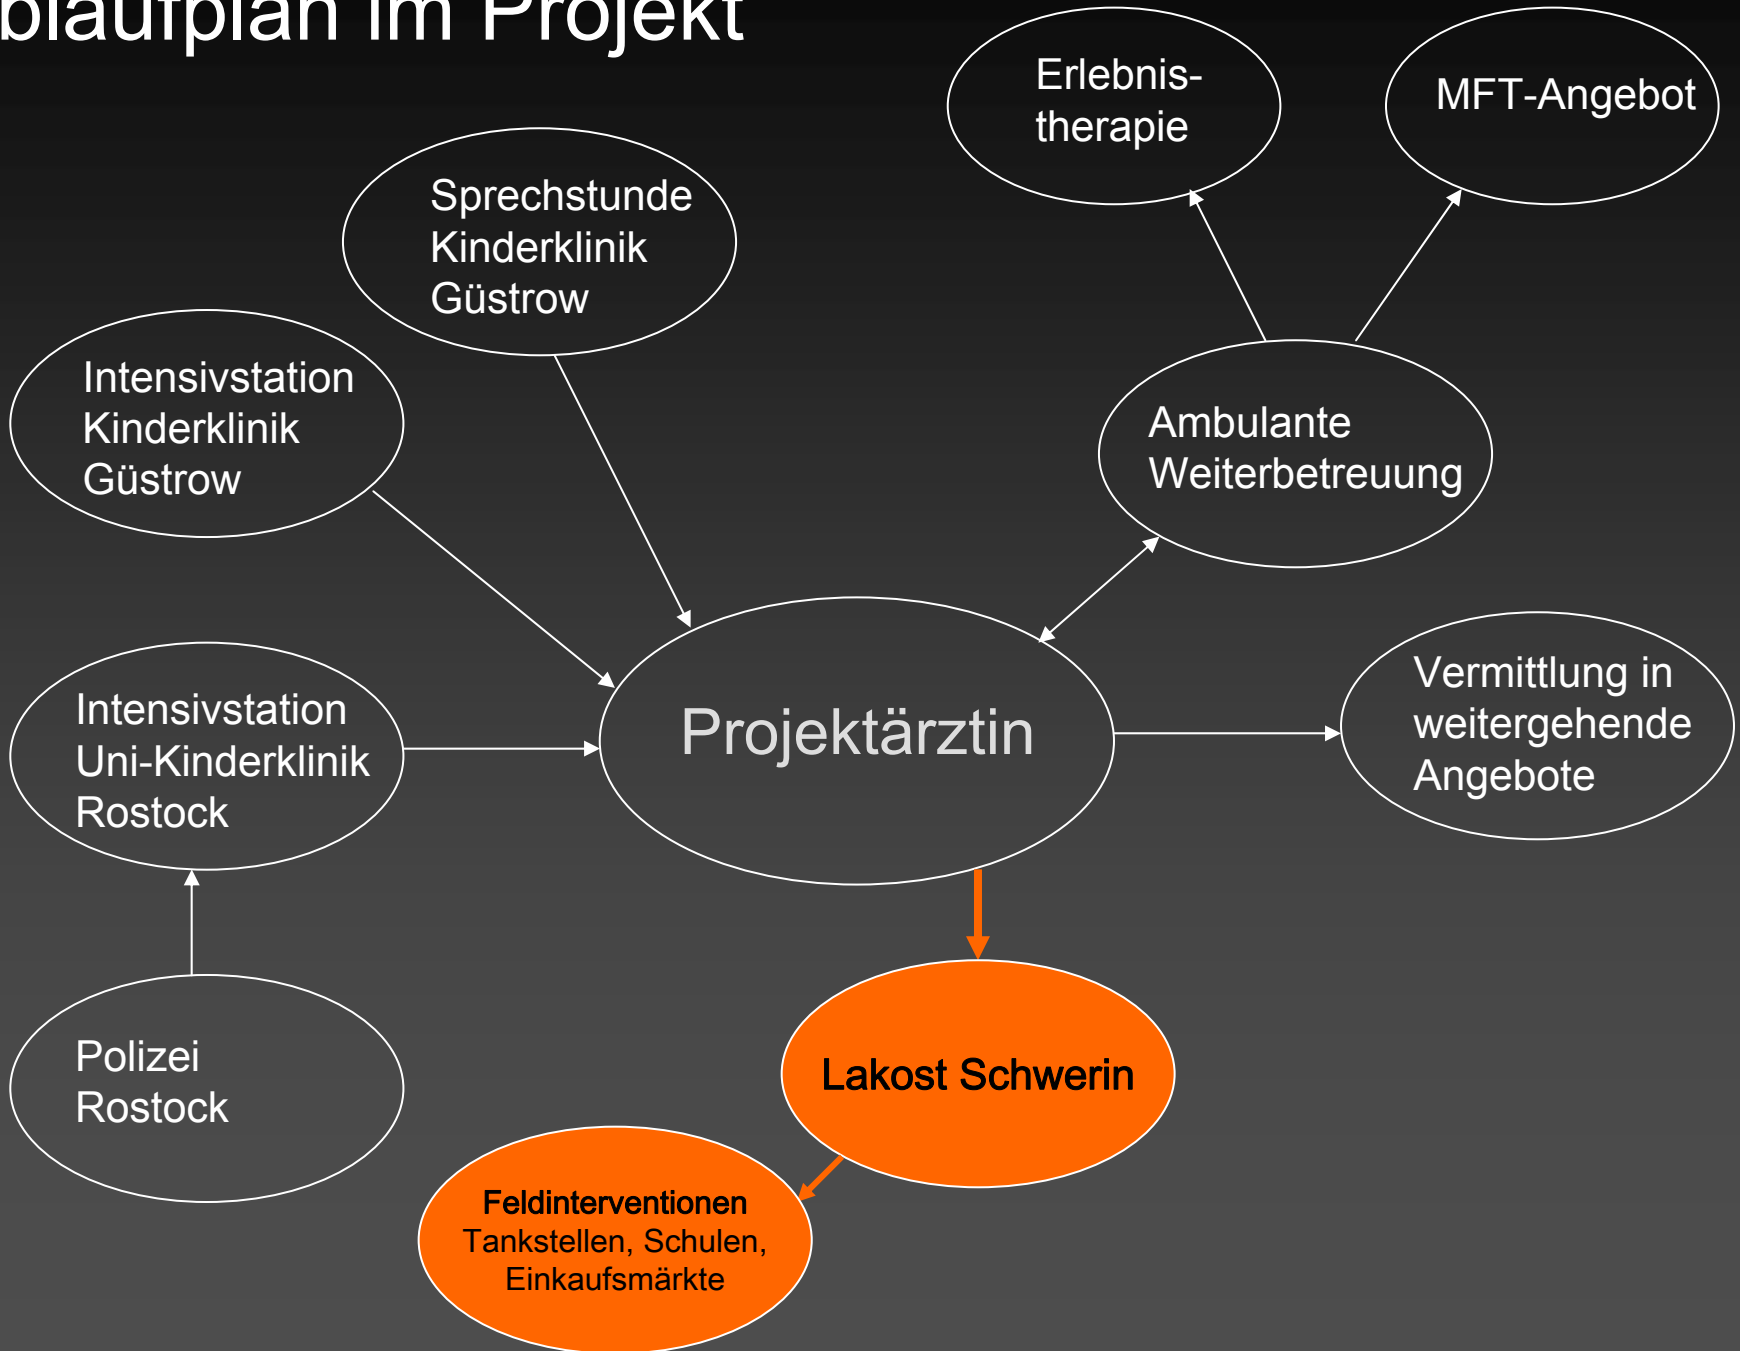 blaufplan im Projekt
Erlebnis-
therapie
MFT-Angebot
Sprechstunde
Kinderklinik
Güstrow
Intensivstation
Kinderklinik
Güstrow
Ambulante
Weiterbetreuung
Intensivstation
Uni-Kinderklinik
Rostock
Projektärztin
Vermittlung in
weitergehende
Angebote
Polizei
Rostock
Lakost Schwerin
Feldinterventionen
Tankstellen, Schulen,
Einkaufsmärkte